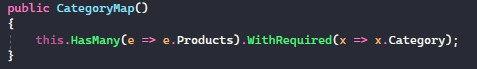 public CategoryMap()
{
this.HasMany(e => e.Products).WithRequired(x => x.Category);
}